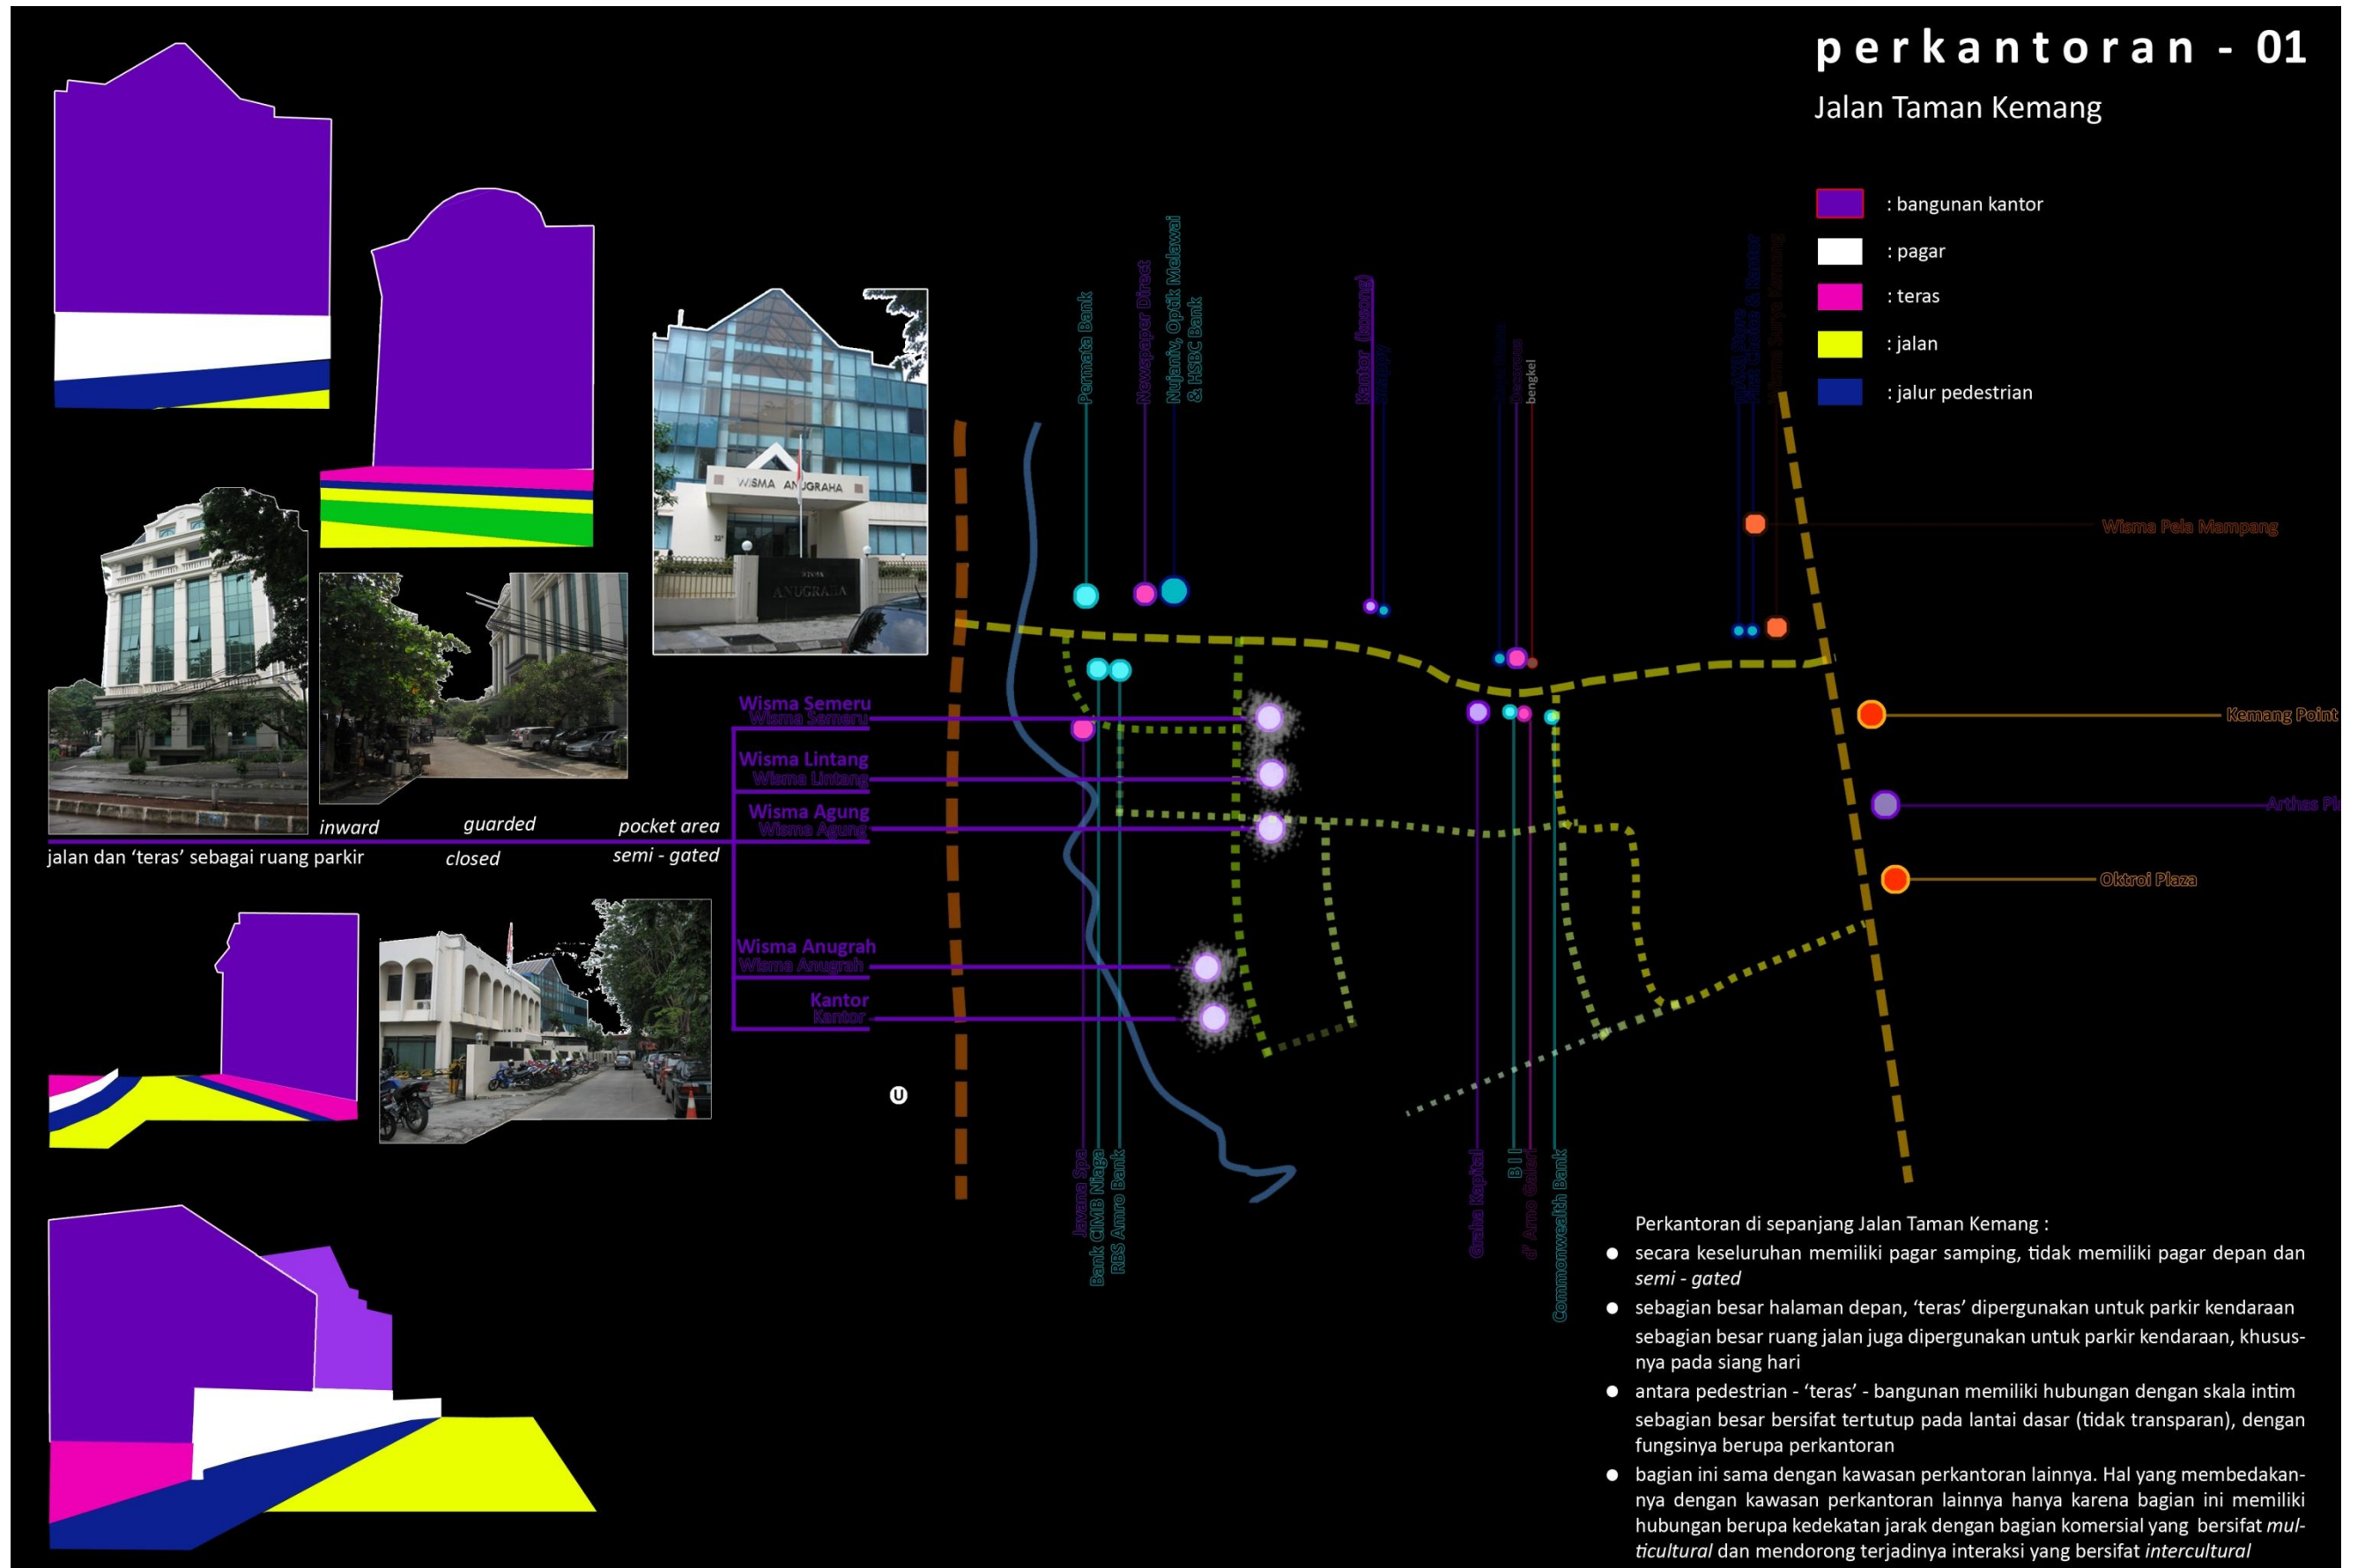 perkantoran - 01
Jalan Taman Kemang
: bangunan kantor
: pagar
: teras
: jalan
: jalur pedestrian
Permata Bank
Newspaper Direct
Nujaniv, Optik Melawai
& HSBC Bank
Kantor (kosong)
bengkel
WISMA ANUGRAHA
32
WISMA
ANUGRAHA
Wisma Pela Mampang
Kemang Point
Oktroi Plaza
Wisma Semeru
Wisma Semeru
Wisma Lintang
Wisma Lintang
Wisma Agung
Wisma Agung
Wisma Anugrah
Wisma Anugrah
Kantor
Kantor
inward
guarded
pocket area
jalan dan ‘teras’ sebagai ruang parkir
closed
semi - gated
U
Javana Spa
Bank CIMB Niaga
RBS Amro Bank
Graha Kapital
B I I
d' Arno Galeri
Commonwealth Bank
Perkantoran di sepanjang Jalan Taman Kemang :
● secara keseluruhan memiliki pagar samping, tidak memiliki pagar depan dan
semi - gated
● sebagian besar halaman depan, ‘teras’ dipergunakan untuk parkir kendaraan
sebagian besar ruang jalan juga dipergunakan untuk parkir kendaraan, khusus-
nya pada siang hari
● antara pedestrian - ‘teras’ - bangunan memiliki hubungan dengan skala intim
sebagian besar bersifat tertutup pada lantai dasar (tidak transparan), dengan
fungsinya berupa perkantoran
● bagian ini sama dengan kawasan perkantoran lainnya. Hal yang membedakan-
nya dengan kawasan perkantoran lainnya hanya karena bagian ini memiliki
hubungan berupa kedekatan jarak dengan bagian komersial yang bersifat mul-
ticultural dan mendorong terjadinya interaksi yang bersifat intercultural